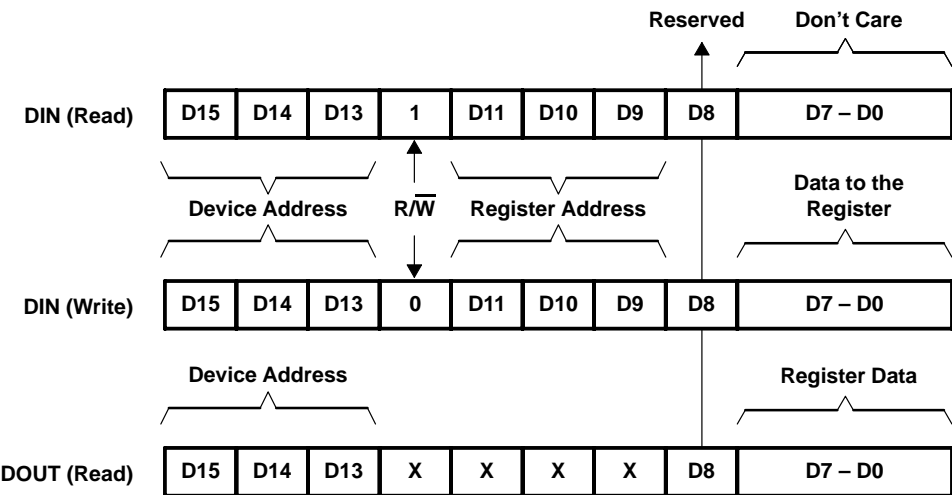 Reserved Don't Care
DIN (Read) D15 D14 D13 1 D11 D10 D9 D8 D7 – D0
Device Address R/W̅ Register Address Data to the
Register
DIN (Write) D15 D14 D13 0 D11 D10 D9 D8 D7 – D0
Device Address Register Data
DOUT (Read) D15 D14 D13 X X X X D8 D7 – D0